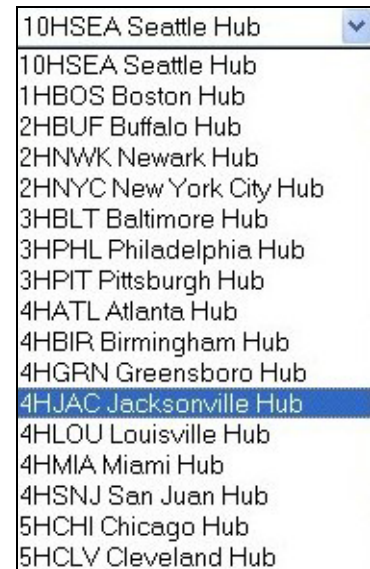 10HSEA Seattle Hub
10HSEA Seattle Hub
1HBOS Boston Hub
2HBUF Buffalo Hub
2HNWK Newark Hub
2HNYC New York City Hub
3HBLT Baltimore Hub
3HPHL Philadelphia Hub
3HPIT Pittsburgh Hub
4HATL Atlanta Hub
4HBIR Birmingham Hub
4HGRN Greensboro Hub
4HJAC Jacksonville Hub
4HLOU Louisville Hub
4HMIA Miami Hub
4HSNJ San Juan Hub
5HCHI Chicago Hub
5HCLV Cleveland Hub